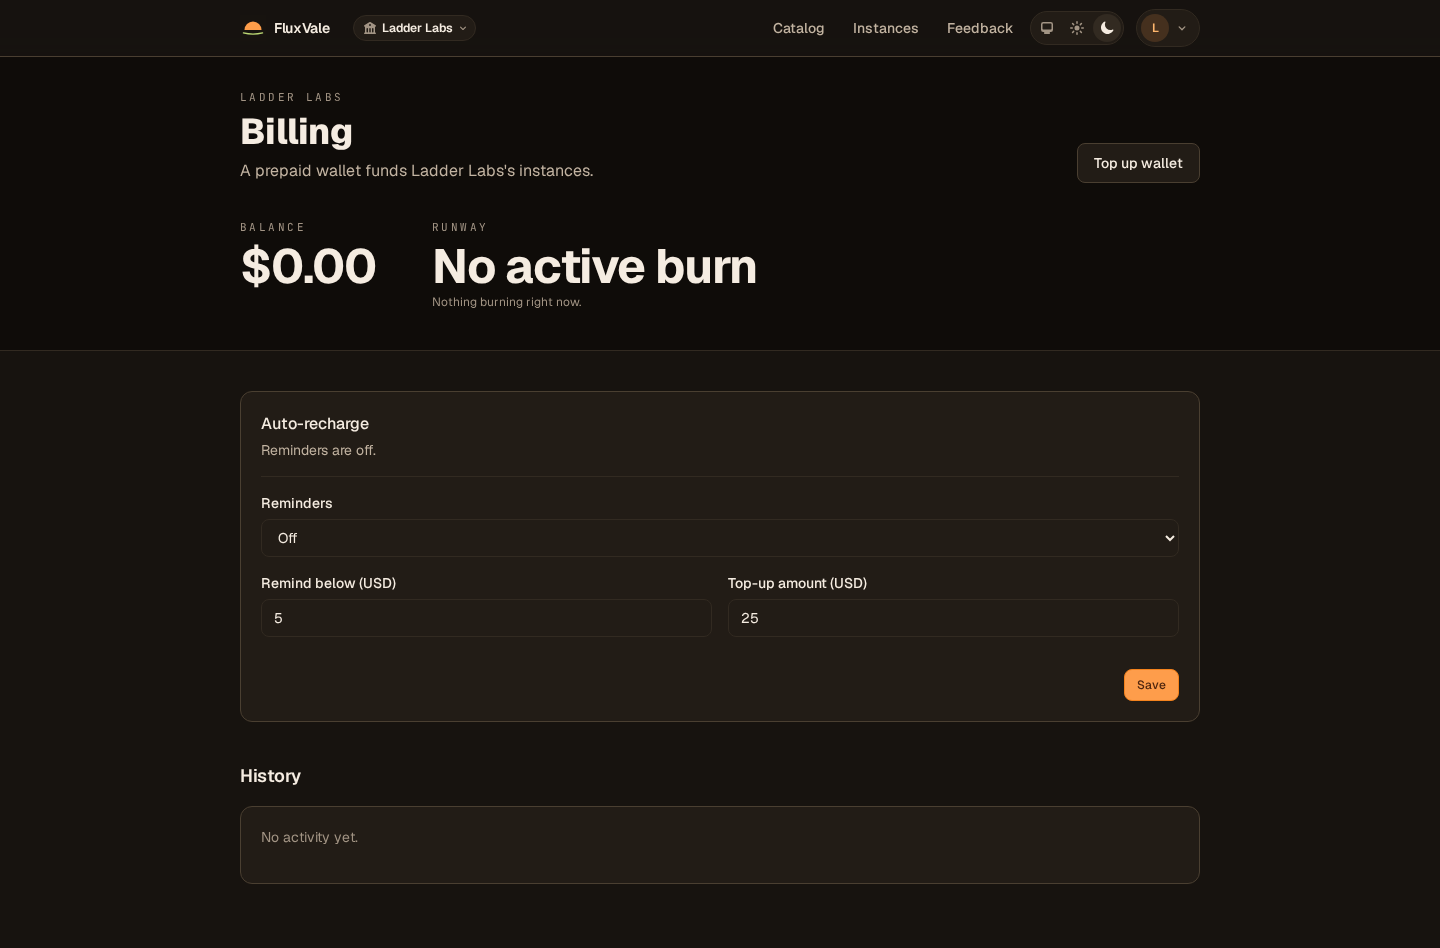 FluxVale
Ladder Labs
Catalog
Instances
Feedback
L
LADDER LABS
Billing
A prepaid wallet funds Ladder Labs's instances.
Top up wallet
BALANCE
$0.00
RUNWAY
No active burn
Nothing burning right now.
Auto-recharge
Reminders are off.
Reminders
Off
Remind below (USD)
5
Top-up amount (USD)
25
Save
History
No activity yet.